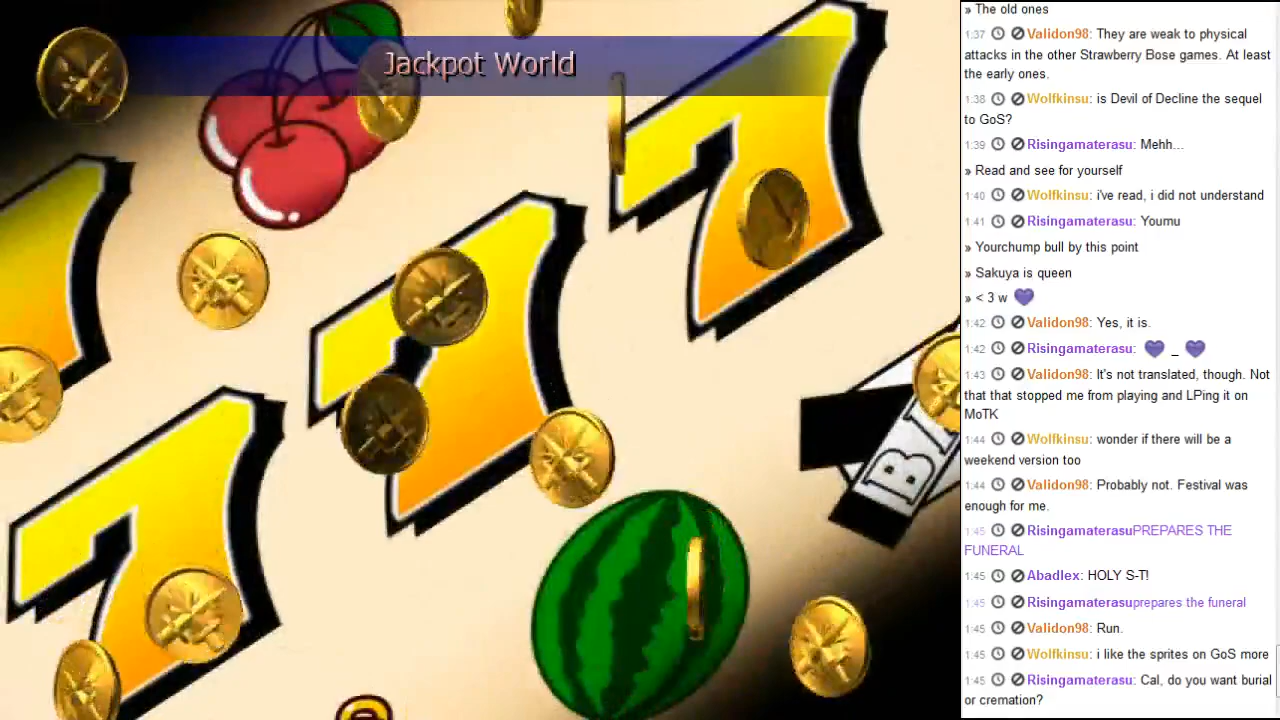 Jackpot World
BA
» The old ones
1:37 Validon98: They are weak to physical
attacks in the other Strawberry Bose games. At least
the early ones.
1:38 Wolfkinsu: is Devil of Decline the sequel
to GoS?
1:39 Risingamaterasu: Mehh...
» Read and see for yourself
1:40 Wolfkinsu: i've read, i did not understand
1:41 Risingamaterasu: Youmu
» Yourchump bull by this point
» Sakuya is queen
» < 3 w 💜
1:42 Validon98: Yes, it is.
1:42 Risingamaterasu: 💜 _ 💜
1:43 Validon98: It's not translated, though. Not
that that stopped me from playing and LPing it on
MoTK
1:44 Wolfkinsu: wonder if there will be a
weekend version too
1:44 Validon98: Probably not. Festival was
enough for me.
1:45 RisingamaterasuPREPARES THE
FUNERAL
1:45 Abadlex: HOLY S-T!
1:45 Risingamaterasuprepares the funeral
1:45 Validon98: Run.
1:45 Wolfkinsu: i like the sprites on GoS more
1:45 Risingamaterasu: Cal, do you want burial
or cremation?